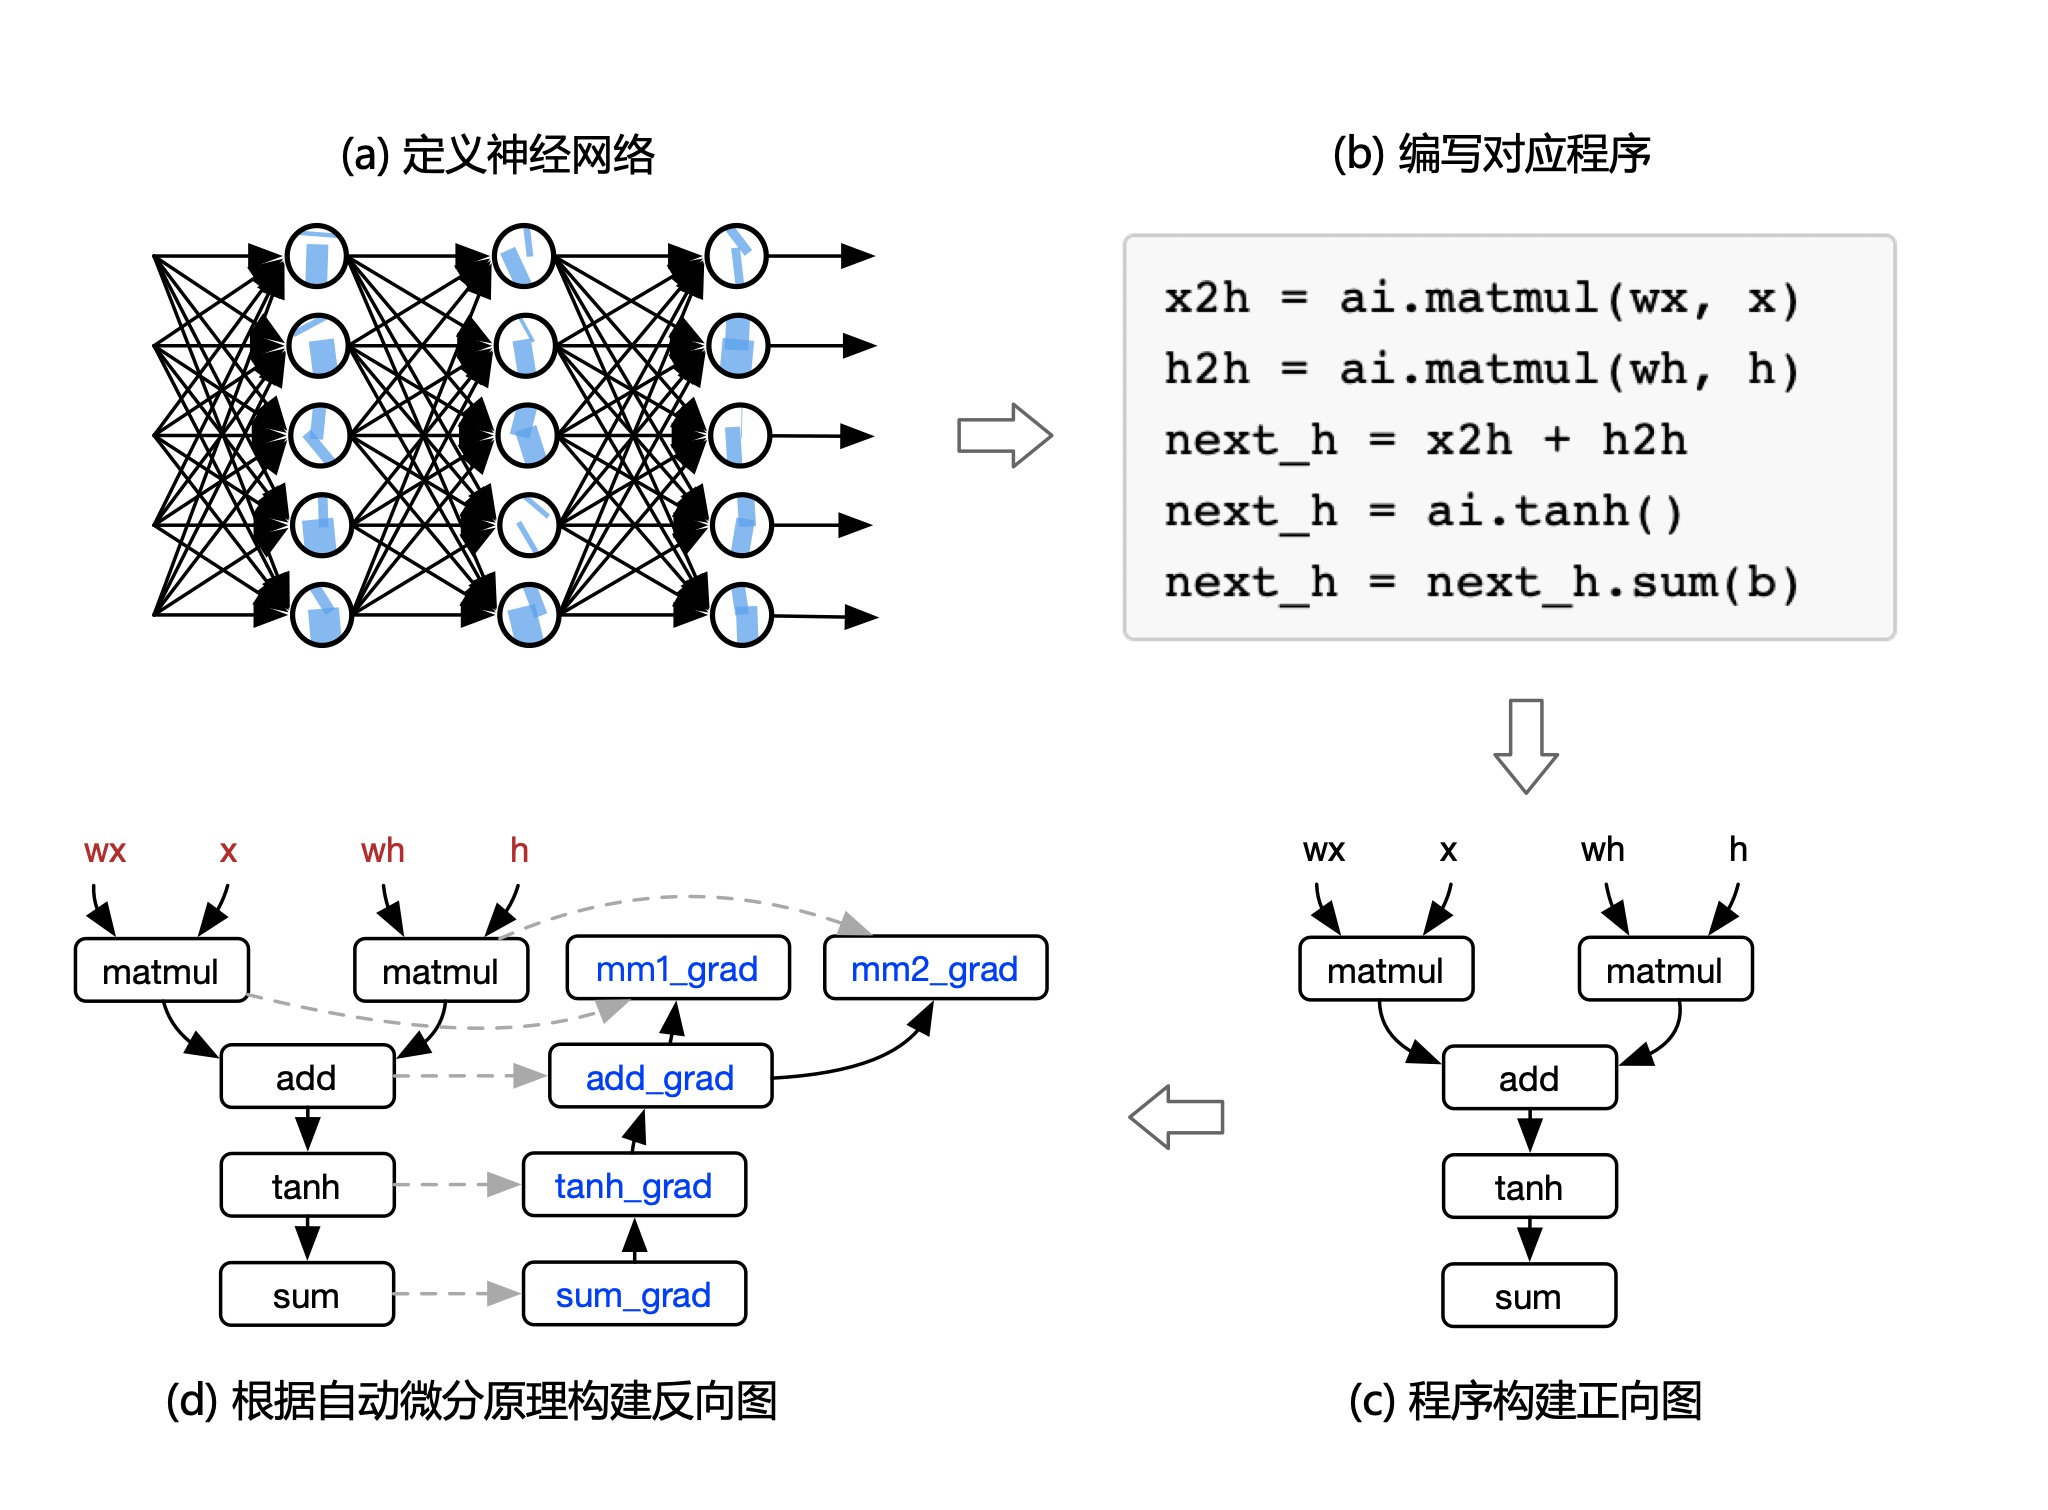 (a) 定义神经网络
(b) 编写对应程序
x2h = ai.matmul(wx, x)
h2h = ai.matmul(wh, h)
next_h = x2h + h2h
next_h = ai.tanh()
next_h = next_h.sum(b)
wx x wh h
matmul matmul
add
tanh
sum
(c) 程序构建正向图
wx x wh h
matmul matmul mm1_grad mm2_grad
add add_grad
tanh tanh_grad
sum sum_grad
(d) 根据自动微分原理构建反向图